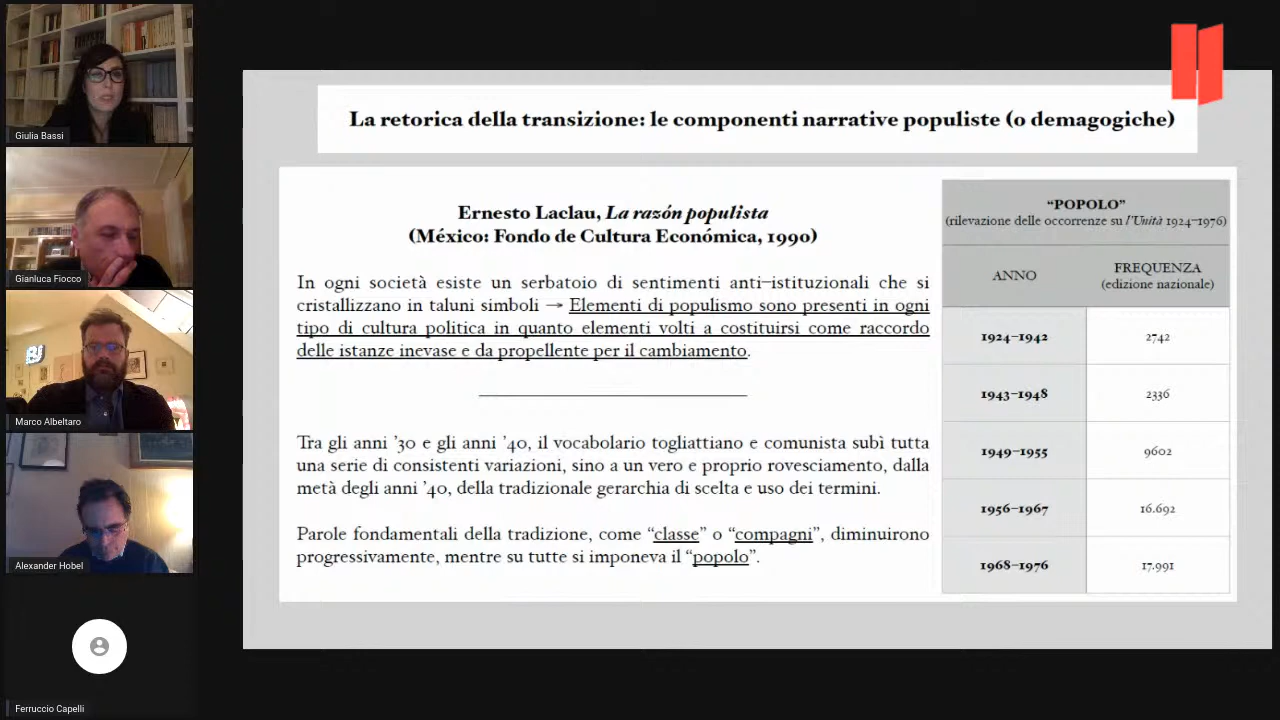 Giulia Bassi
Gianluca Fiocco
Marco Albeltaro
Alexander Hobel
Ferruccio Capelli
La retorica della transizione: le componenti narrative populiste (o demagogiche)
Ernesto Laclau, La razón populista
(México: Fondo de Cultura Económica, 1990)
In ogni società esiste un serbatoio di sentimenti anti–istituzionali che si
cristallizzano in taluni simboli → Elementi di populismo sono presenti in ogni
tipo di cultura politica in quanto elementi volti a costituirsi come raccordo
delle istanze inevase e da propellente per il cambiamento.
Tra gli anni ’30 e gli anni ’40, il vocabolario togliattiano e comunista subì tutta
una serie di consistenti variazioni, sino a un vero e proprio rovesciamento, dalla
metà degli anni ’40, della tradizionale gerarchia di scelta e uso dei termini.
Parole fondamentali della tradizione, come “classe” o “compagni”, diminuirono
progressivamente, mentre su tutte si imponeva il “popolo”.
“POPOLO”
(rilevazione delle occorrenze su l’Unità 1924–1976)
ANNO
FREQUENZA
(edizione nazionale)
1924–1942 2742
1943–1948 2336
1949–1955 9602
1956–1967 16.692
1968–1976 17.991